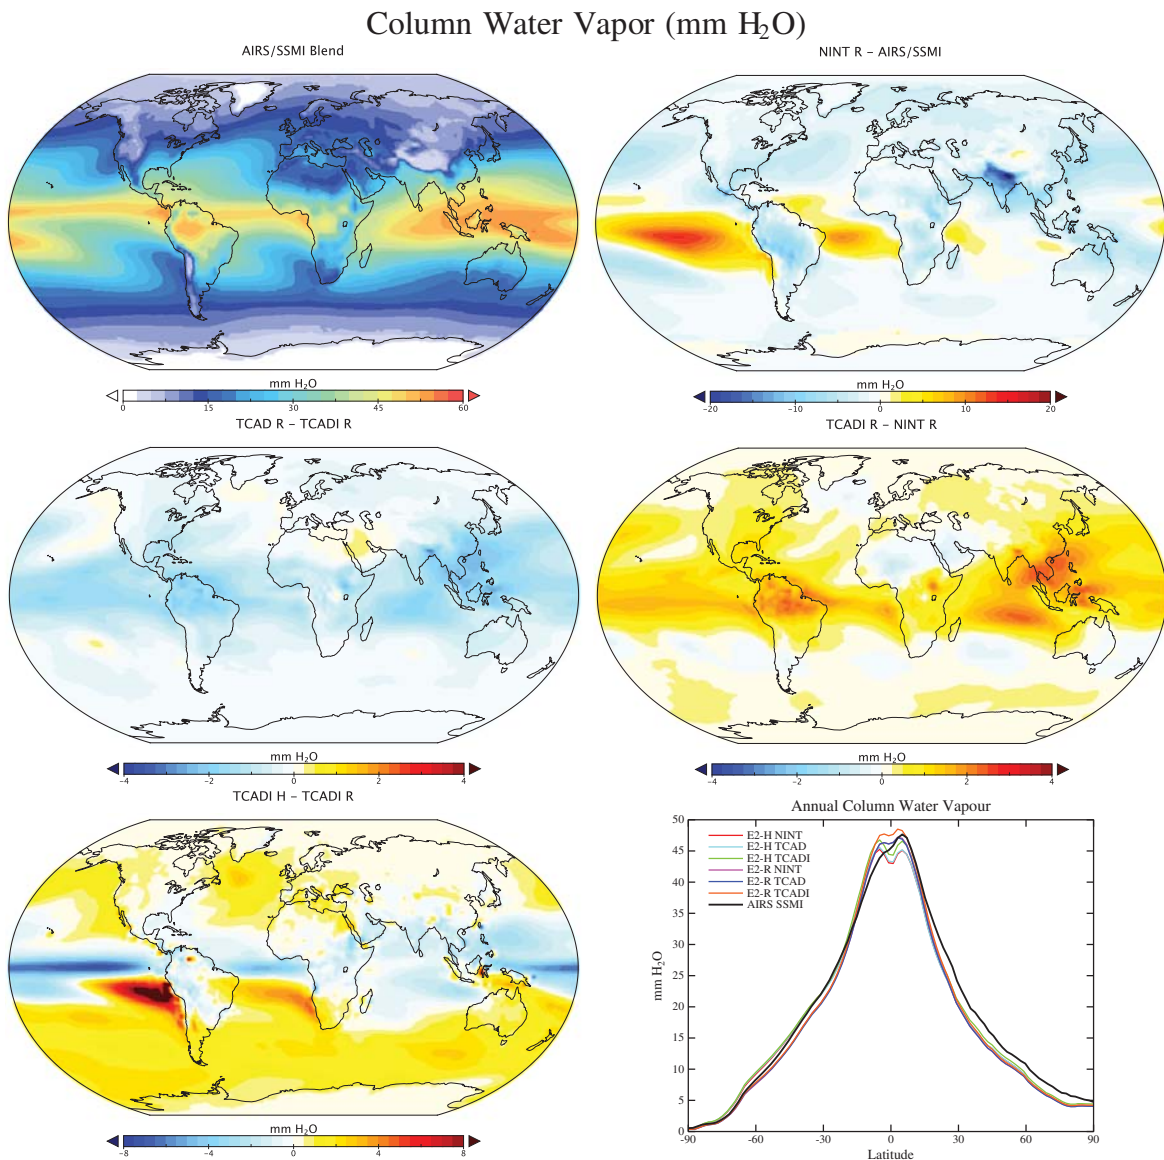 Column Water Vapor (mm H₂O)
AIRS/SSMI Blend
NINT R – AIRS/SSMI
mm H₂O
0 15 30 45 60
mm H₂O
−20 −10 0 10 20
TCAD R – TCADI R
TCADI R – NINT R
mm H₂O
−4 −2 0 2 4
mm H₂O
−4 −2 0 2 4
TCADI H – TCADI R
mm H₂O
−8 −4 0 4 8
Annual Column Water Vapour
50
45
40
35
30
25
20
15
10
5
0
mm H₂O
E2-H NINT
E2-H TCAD
E2-H TCADI
E2-R NINT
E2-R TCAD
E2-R TCADI
AIRS SSMI
-90 -60 -30 0 30 60 90
Latitude